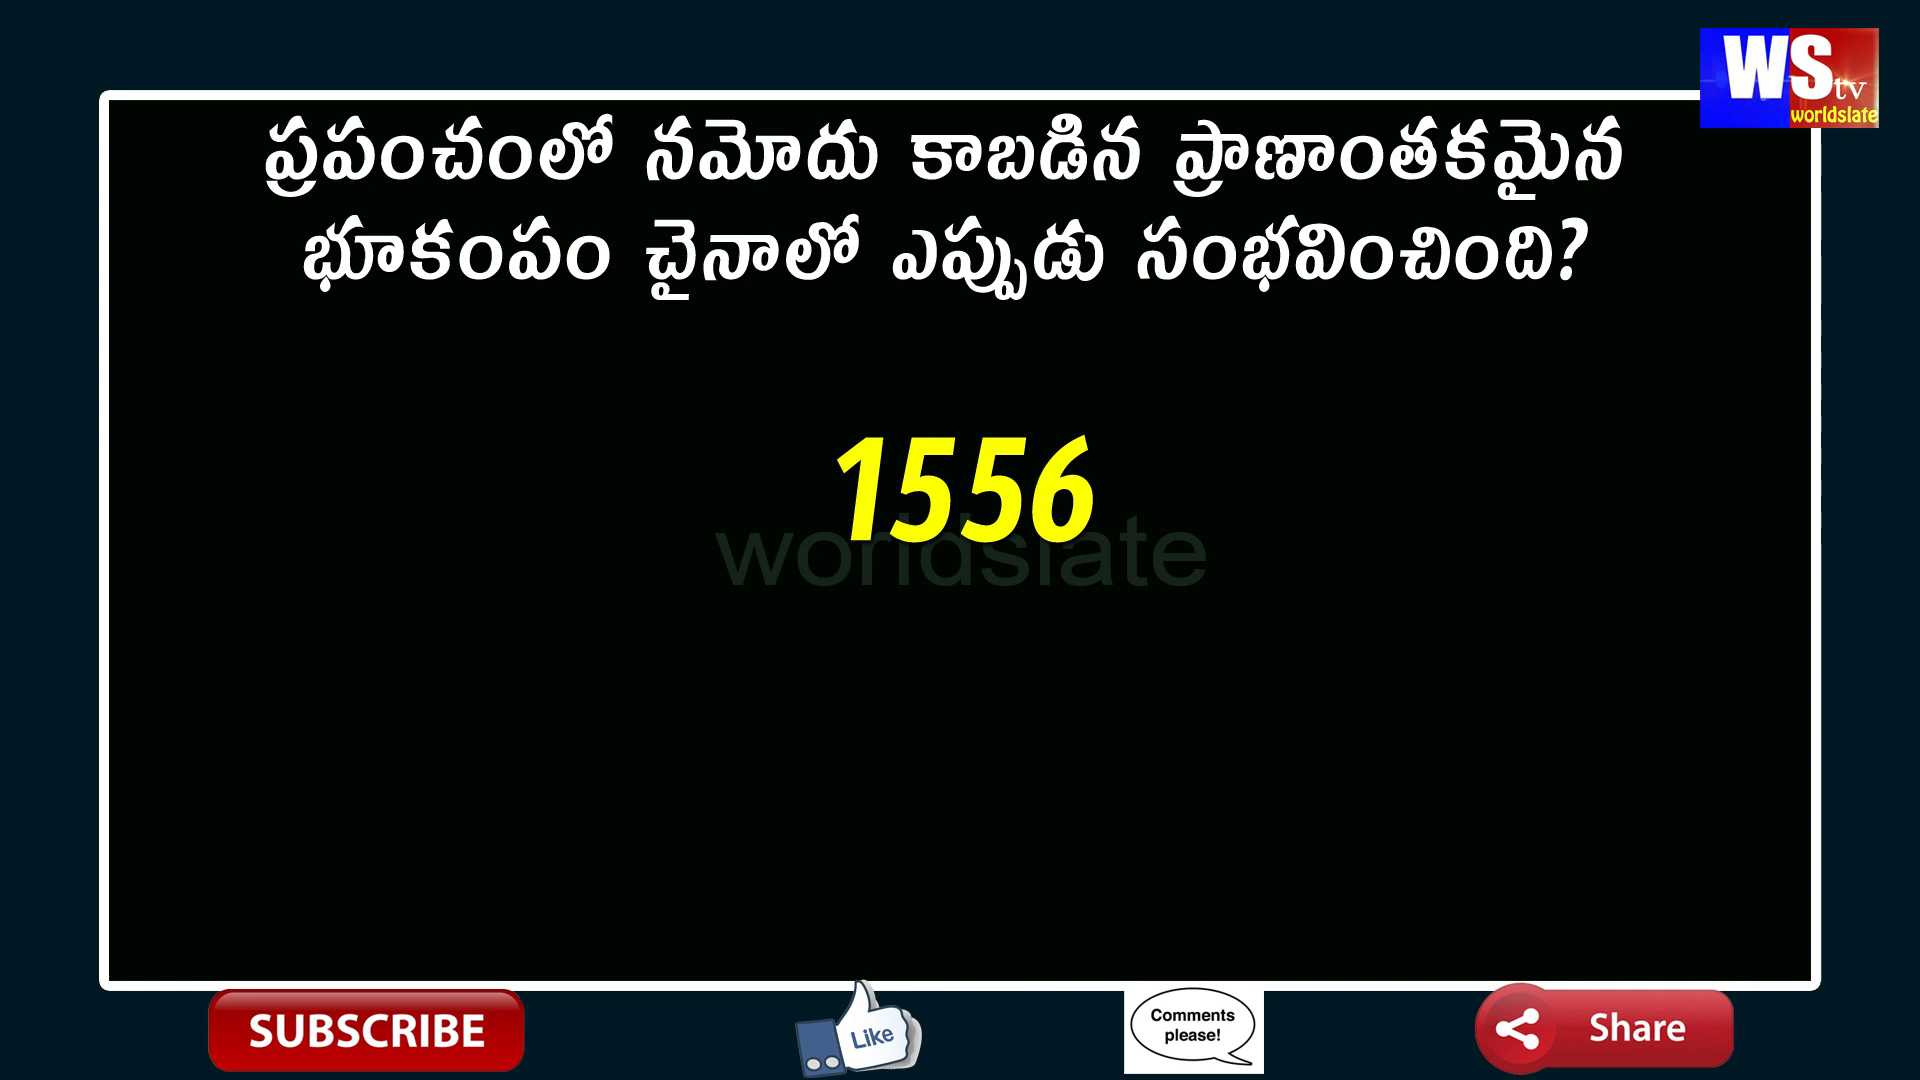 WS tv
worldslate
ప్రపంచంలో నమోదు కాబడిన ప్రాణాంతకమైన
భూకంపం చైనాలో ఎప్పుడు సంభవించింది?
1556
worldslate
SUBSCRIBE
Like
Comments
please!
Share